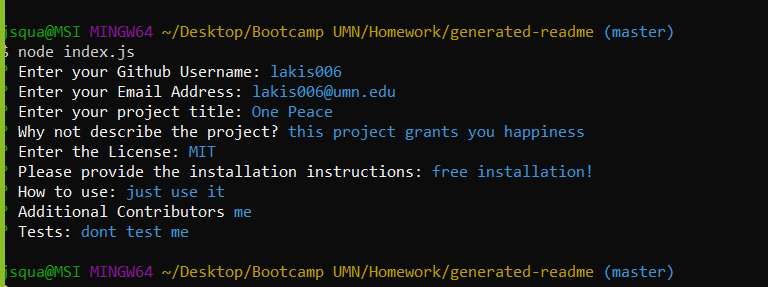 jsqua@MSI MINGW64 ~/Desktop/Bootcamp UMN/Homework/generated-readme (master)
$ node index.js
? Enter your Github Username: lakis006
? Enter your Email Address: lakis006@umn.edu
? Enter your project title: One Peace
? Why not describe the project? this project grants you happiness
? Enter the License: MIT
? Please provide the installation instructions: free installation!
? How to use: just use it
? Additional Contributors me
? Tests: dont test me
jsqua@MSI MINGW64 ~/Desktop/Bootcamp UMN/Homework/generated-readme (master)